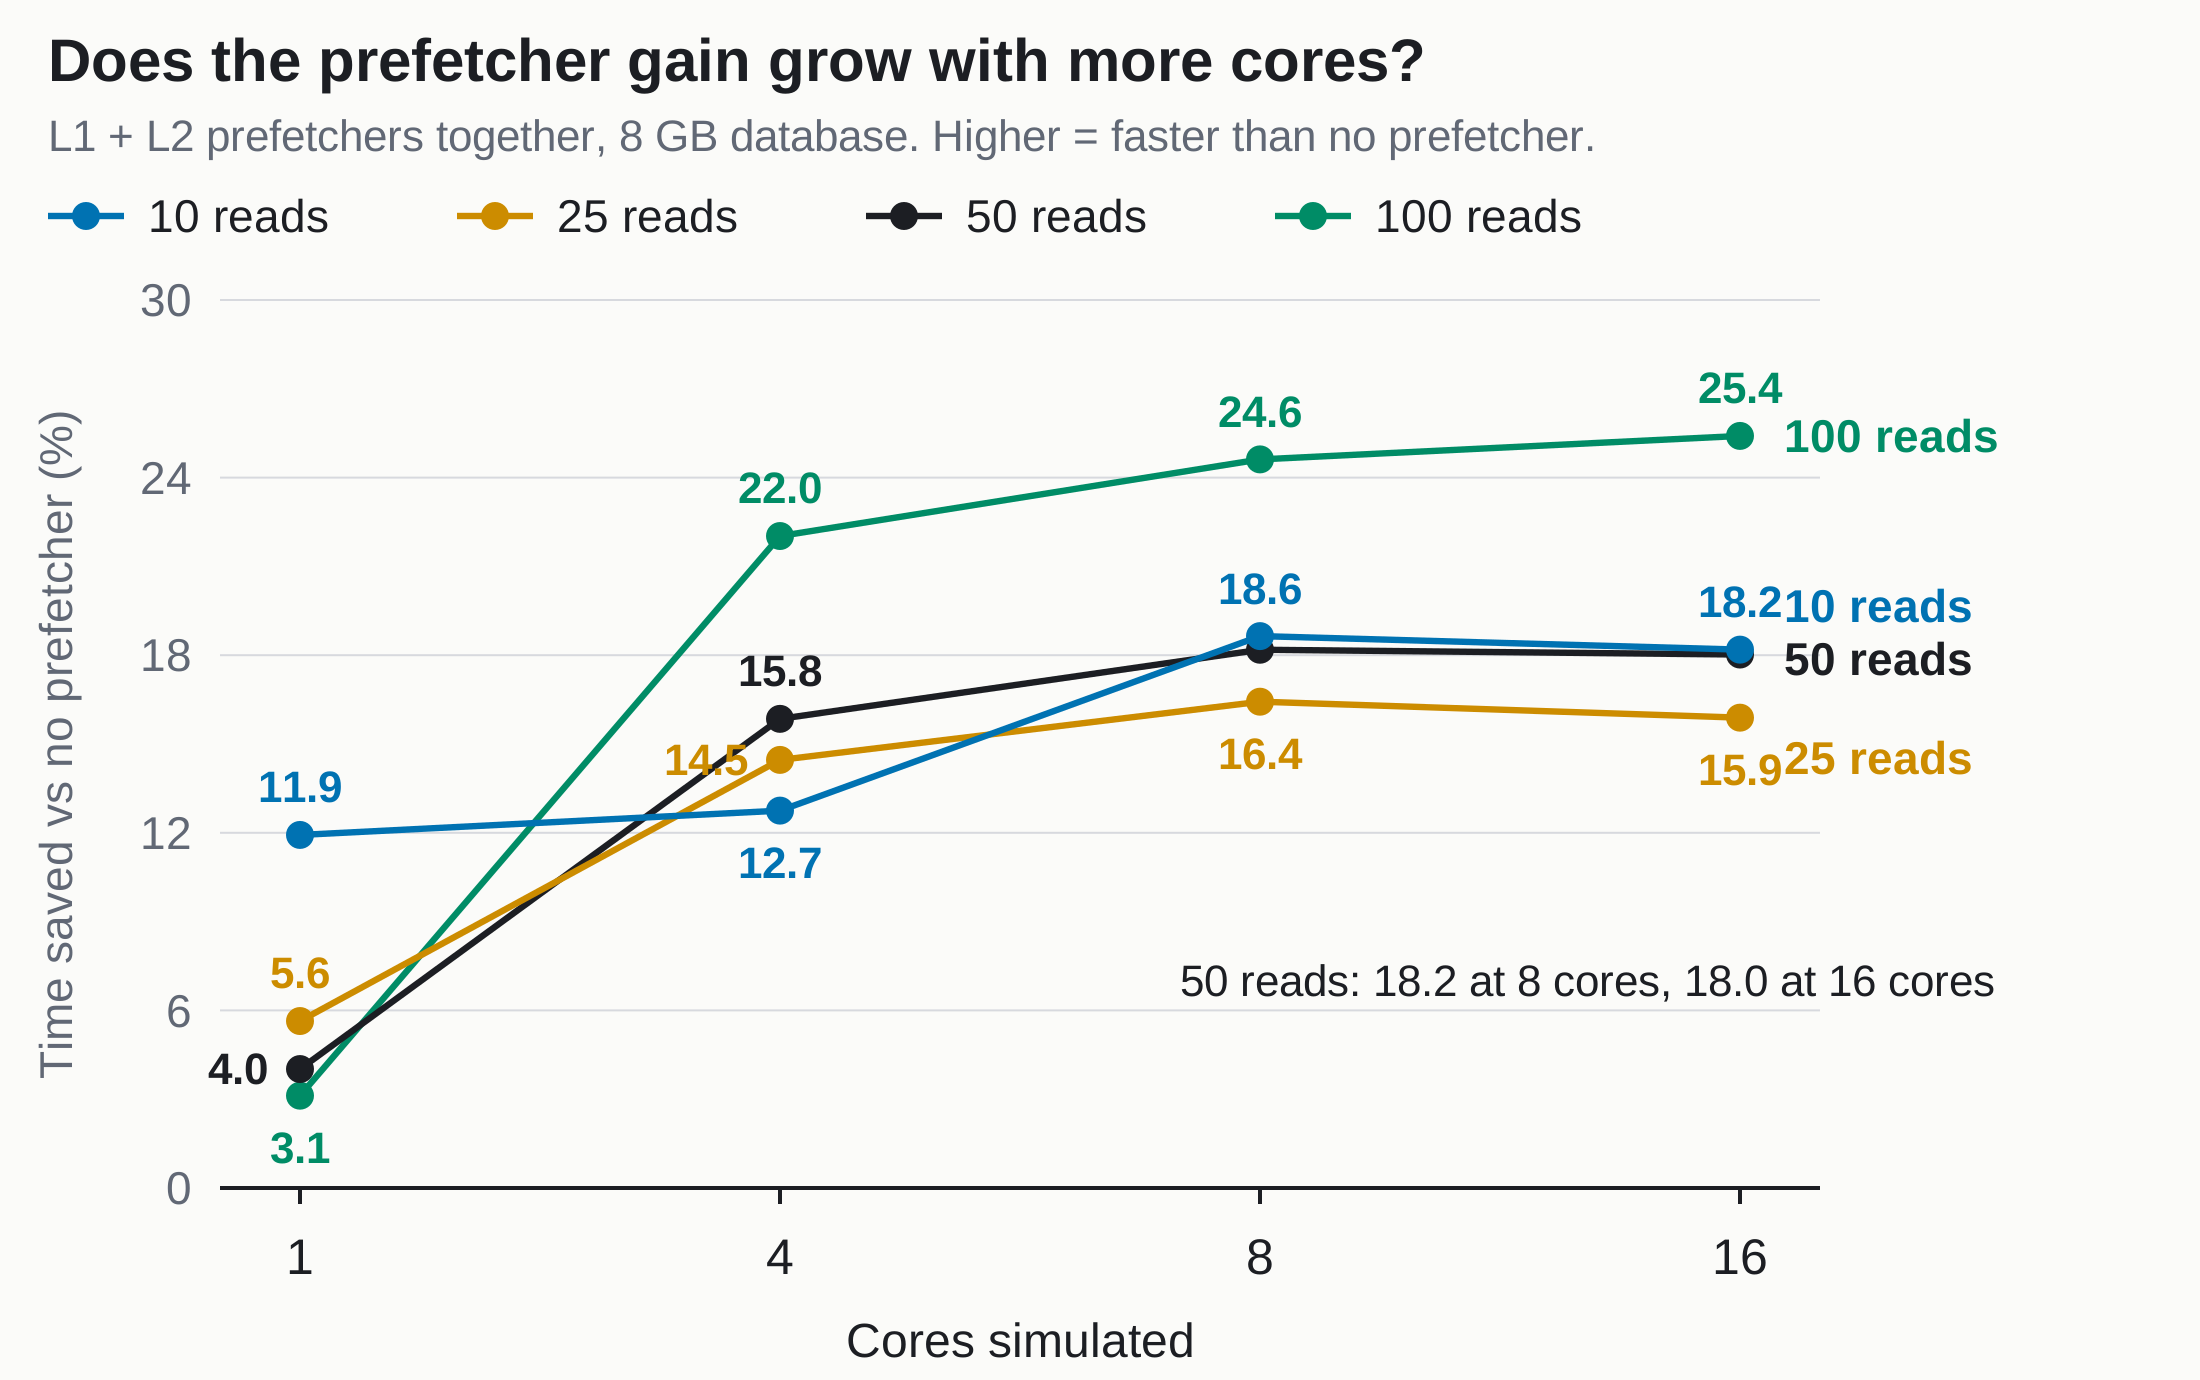 Does the prefetcher gain grow with more cores?
L1 + L2 prefetchers together, 8 GB database. Higher = faster than no prefetcher.
10 reads 25 reads 50 reads 100 reads
Time saved vs no prefetcher (%)
30
24
18
12
6
0
11.9
5.6
4.0
3.1
22.0
15.8
14.5
12.7
24.6
18.6
16.4
25.4
100 reads
18.2 10 reads
50 reads
15.9 25 reads
50 reads: 18.2 at 8 cores, 18.0 at 16 cores
1 4 8 16
Cores simulated